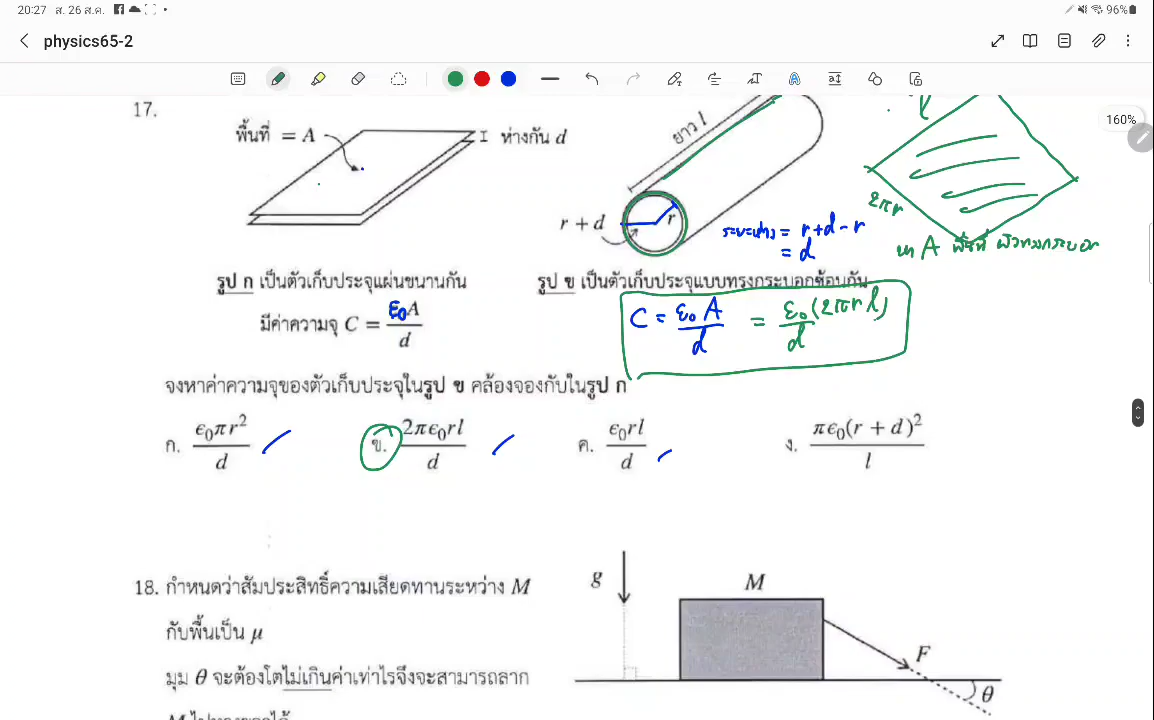 20:27 ส. 26 ส.ค.
96%
physics65-2
160%
17.
พื้นที่ = A
ห่างกัน d
ยาว l
l
r + d
r
2πr
ระยะห่าง = r+d-r
= d
หา A พื้นที่ ผิวทรงกระบอก
รูป ก เป็นตัวเก็บประจุแผ่นขนานกัน
รูป ข เป็นตัวเก็บประจุแบบทรงกระบอกซ้อนกัน
มีค่าความจุ C = ε₀A/d
C = ε₀A/d = ε₀(2πrl)/d
จงหาค่าความจุของตัวเก็บประจุในรูป ข คล้องจองกับในรูป ก
ก. ϵ₀πr²/d ข. 2πϵ₀rl/d ค. ϵ₀rl/d ง. πϵ₀(r + d)²/l
18. กำหนดว่าสัมประสิทธิ์ความเสียดทานระหว่าง M
กับพื้นเป็น μ
มุม θ จะต้องโตไม่เกินค่าเท่าไรจึงจะสามารถลาก
g
M
F
θ